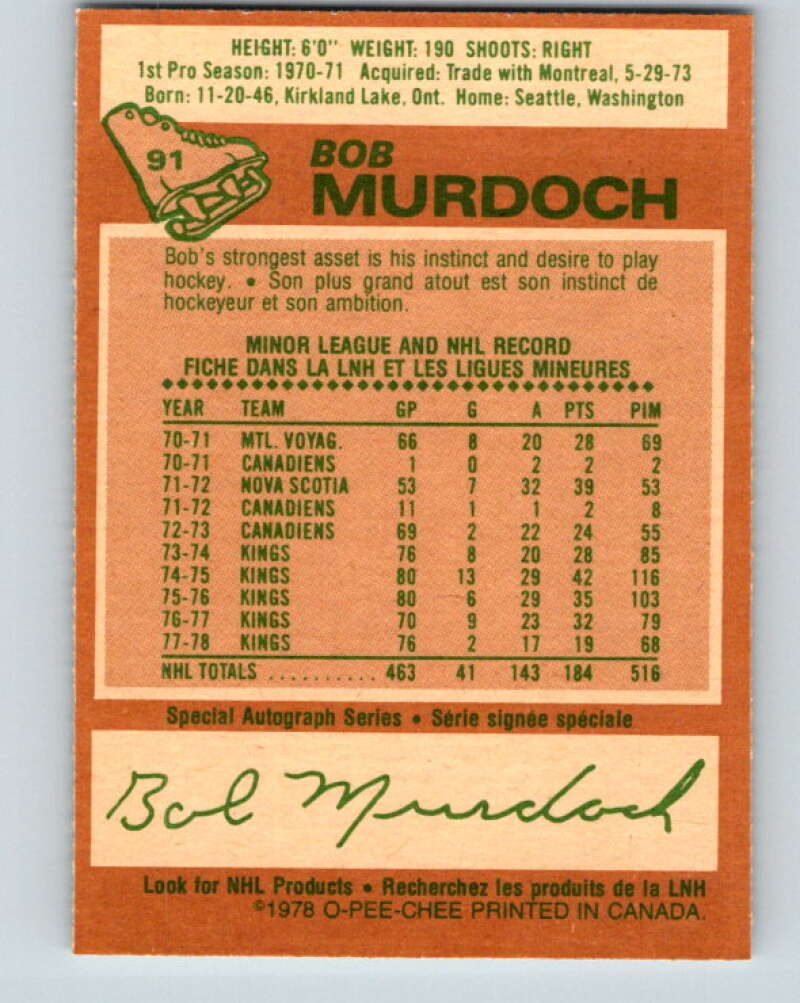 HEIGHT: 6'0" WEIGHT: 190 SHOOTS: RIGHT
1st Pro Season: 1970-71 Acquired: Trade with Montreal, 5-29-73
Born: 11-20-46, Kirkland Lake, Ont. Home: Seattle, Washington
91
BOB
MURDOCH
Bob's strongest asset is his instinct and desire to play
hockey. • Son plus grand atout est son instinct de
hockeyeur et son ambition.
MINOR LEAGUE AND NHL RECORD
FICHE DANS LA LNH ET LES LIGUES MINEURES
YEAR TEAM GP G A PTS PIM
70-71 MTL. VOYAG. 66 8 20 28 69
70-71 CANADIENS 1 0 2 2 2
71-72 NOVA SCOTIA 53 7 32 39 53
71-72 CANADIENS 11 1 1 2 8
72-73 CANADIENS 69 2 22 24 55
73-74 KINGS 76 8 20 28 85
74-75 KINGS 80 13 29 42 116
75-76 KINGS 80 6 29 35 103
76-77 KINGS 70 9 23 32 79
77-78 KINGS 76 2 17 19 68
NHL TOTALS .......... 463 41 143 184 516
Special Autograph Series • Série signée spéciale
Bob Murdoch
Look for NHL Products • Recherchez les produits de la LNH
©1978 O-PEE-CHEE PRINTED IN CANADA.